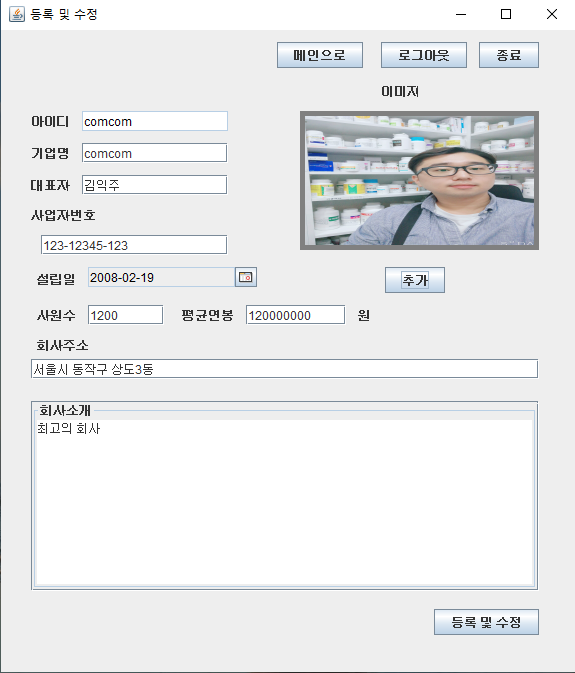 등록 및 수정
메인으로 로그아웃 종료
이미지
아이디 comcom
기업명 comcom
대표자 김익주
사업자번호
123-12345-123
설립일 2008-02-19
추가
사원수 1200 평균연봉 120000000 원
회사주소
서울시 동작구 상도3동
회사소개
최고의 회사
등록 및 수정